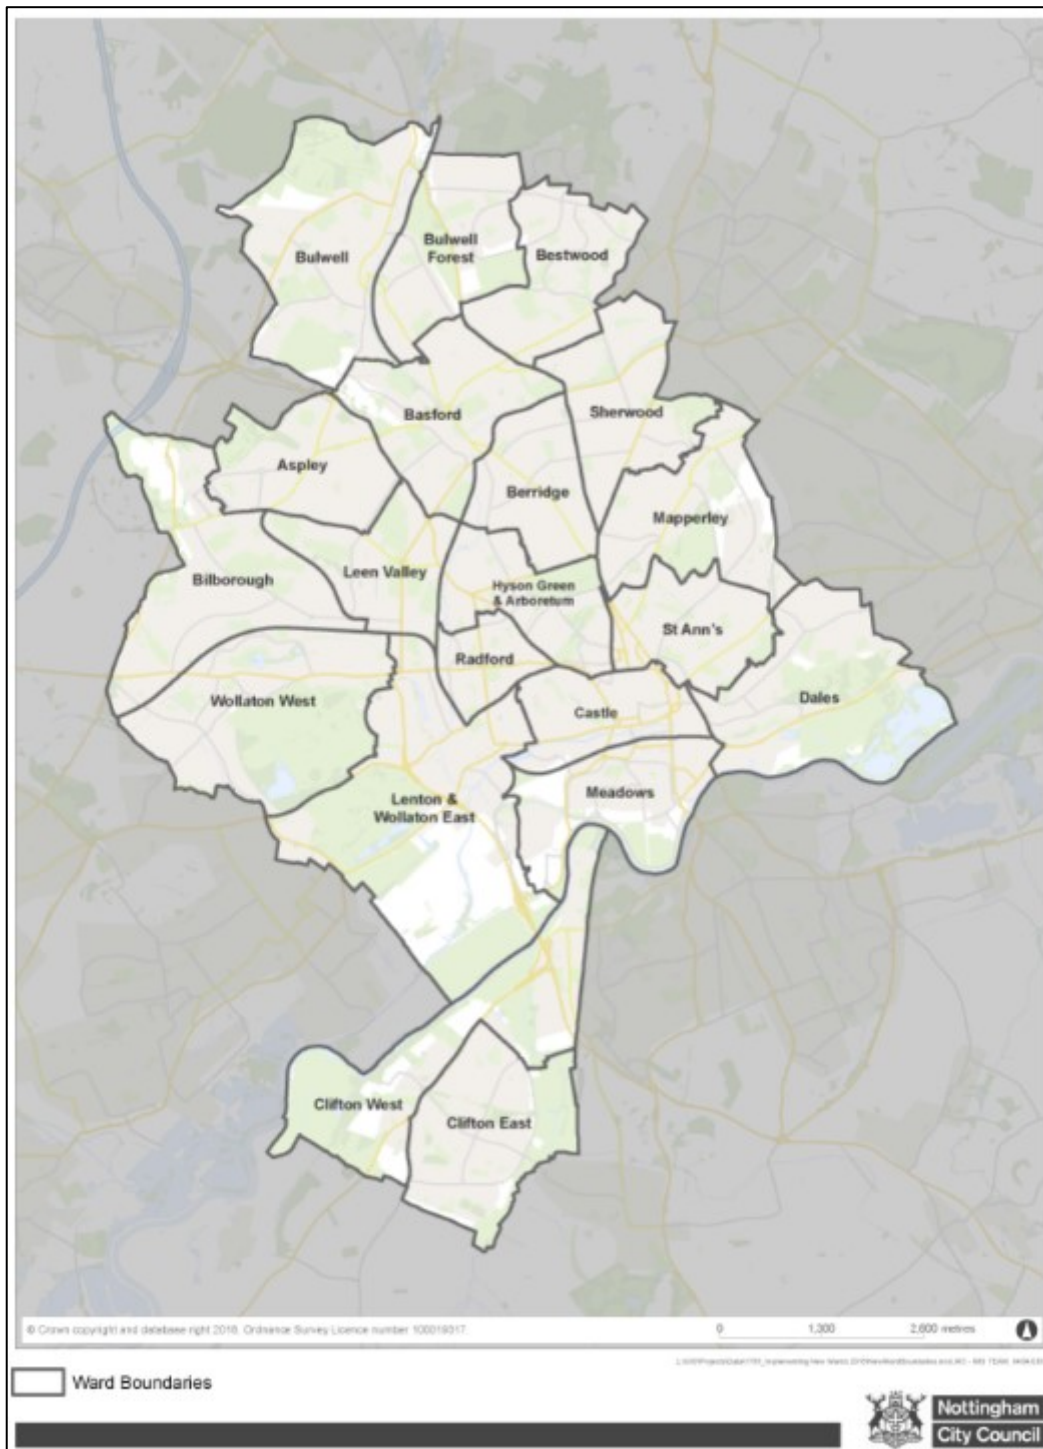 Bulwell
Bulwell
Forest
Bestwood
Basford
Sherwood
Aspley
Berridge
Mapperley
Bilborough
Leen Valley
Hyson Green
& Arboretum
St Ann's
Radford
Wollaton West
Castle
Dales
Lenton &
Wollaton East
Meadows
Clifton West
Clifton East
© Crown copyright and database right 2018. Ordnance Survey Licence number 100019317.
0 1,300 2,600 metres
Ward Boundaries
Nottingham
City Council